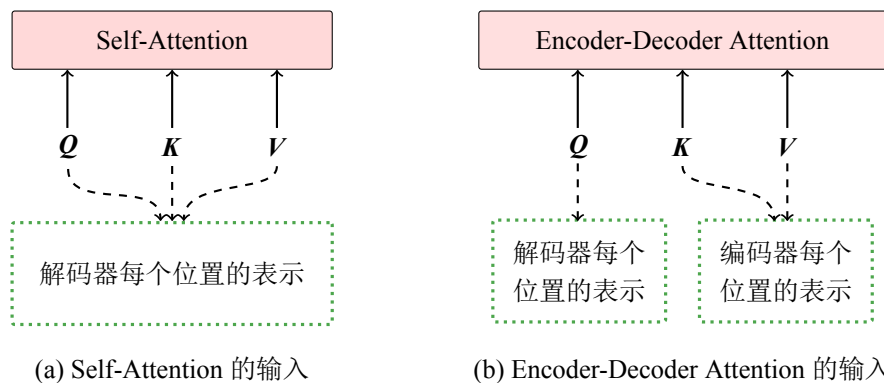 Self-Attention
Q K V
解码器每个位置的表示
(a) Self-Attention 的输入
Encoder-Decoder Attention
Q K V
解码器每个
位置的表示
编码器每个
位置的表示
(b) Encoder-Decoder Attention 的输入